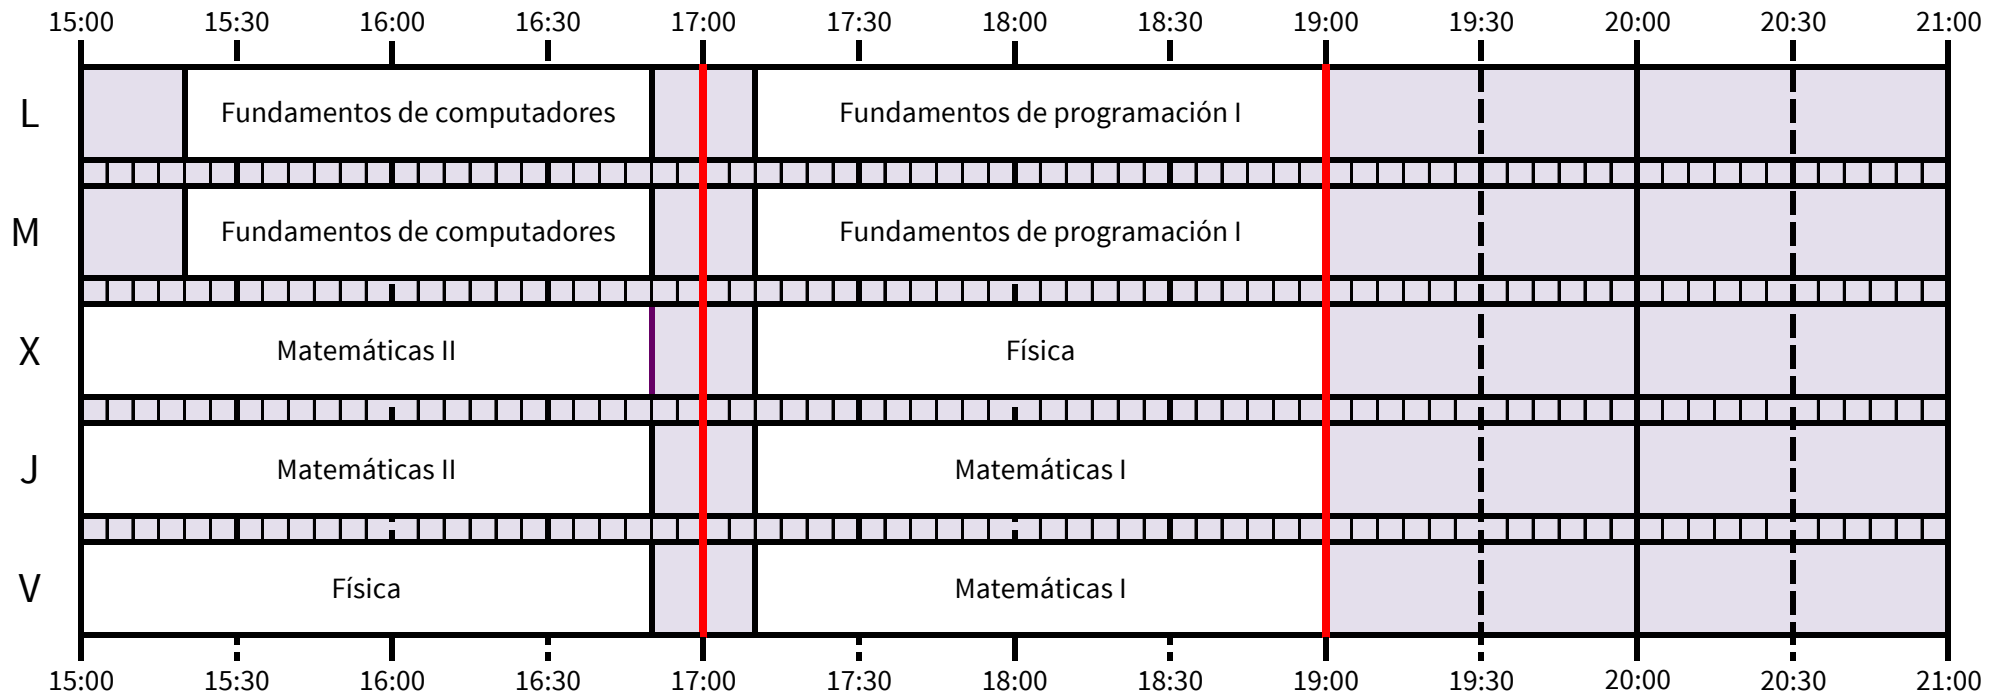 15:00 15:30 16:00 16:30 17:00 17:30 18:00 18:30 19:00 19:30 20:00 20:30 21:00
L Fundamentos de computadores Fundamentos de programación I
M Fundamentos de computadores Fundamentos de programación I
X Matemáticas II Física
J Matemáticas II Matemáticas I
V Física Matemáticas I
15:00 15:30 16:00 16:30 17:00 17:30 18:00 18:30 19:00 19:30 20:00 20:30 21:00